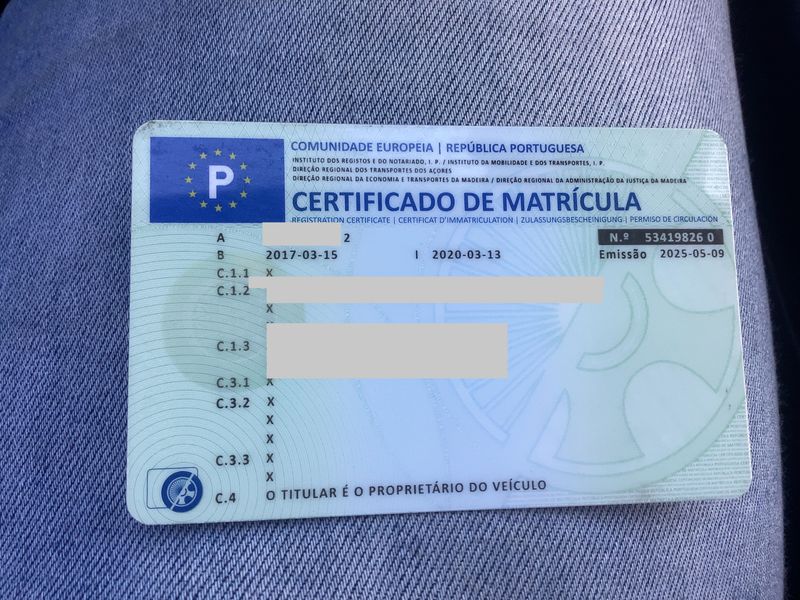 P
COMUNIDADE EUROPEIA | REPÚBLICA PORTUGUESA
INSTITUTO DOS REGISTOS E DO NOTARIADO, I. P. / INSTITUTO DA MOBILIDADE E DOS TRANSPORTES, I. P.
DIREÇÃO REGIONAL DOS TRANSPORTES DOS AÇORES
DIREÇÃO REGIONAL DA ECONOMIA E TRANSPORTES DA MADEIRA / DIREÇÃO REGIONAL DA ADMINISTRAÇÃO DA JUSTIÇA DA MADEIRA
CERTIFICADO DE MATRÍCULA
REGISTRATION CERTIFICATE | CERTIFICAT D'IMMATRICULATION | ZULASSUNGSBESCHEINIGUNG | PERMISO DE CIRCULACIÓN
A 2 N.º 53419826 0
B 2017-03-15 I 2020-03-13 Emissão 2025-05-09
C.1.1 X
C.1.2
X
C.1.3
C.3.1 X
C.3.2 X
X
X
C.3.3 X
X
C.4 O TITULAR É O PROPRIETÁRIO DO VEÍCULO